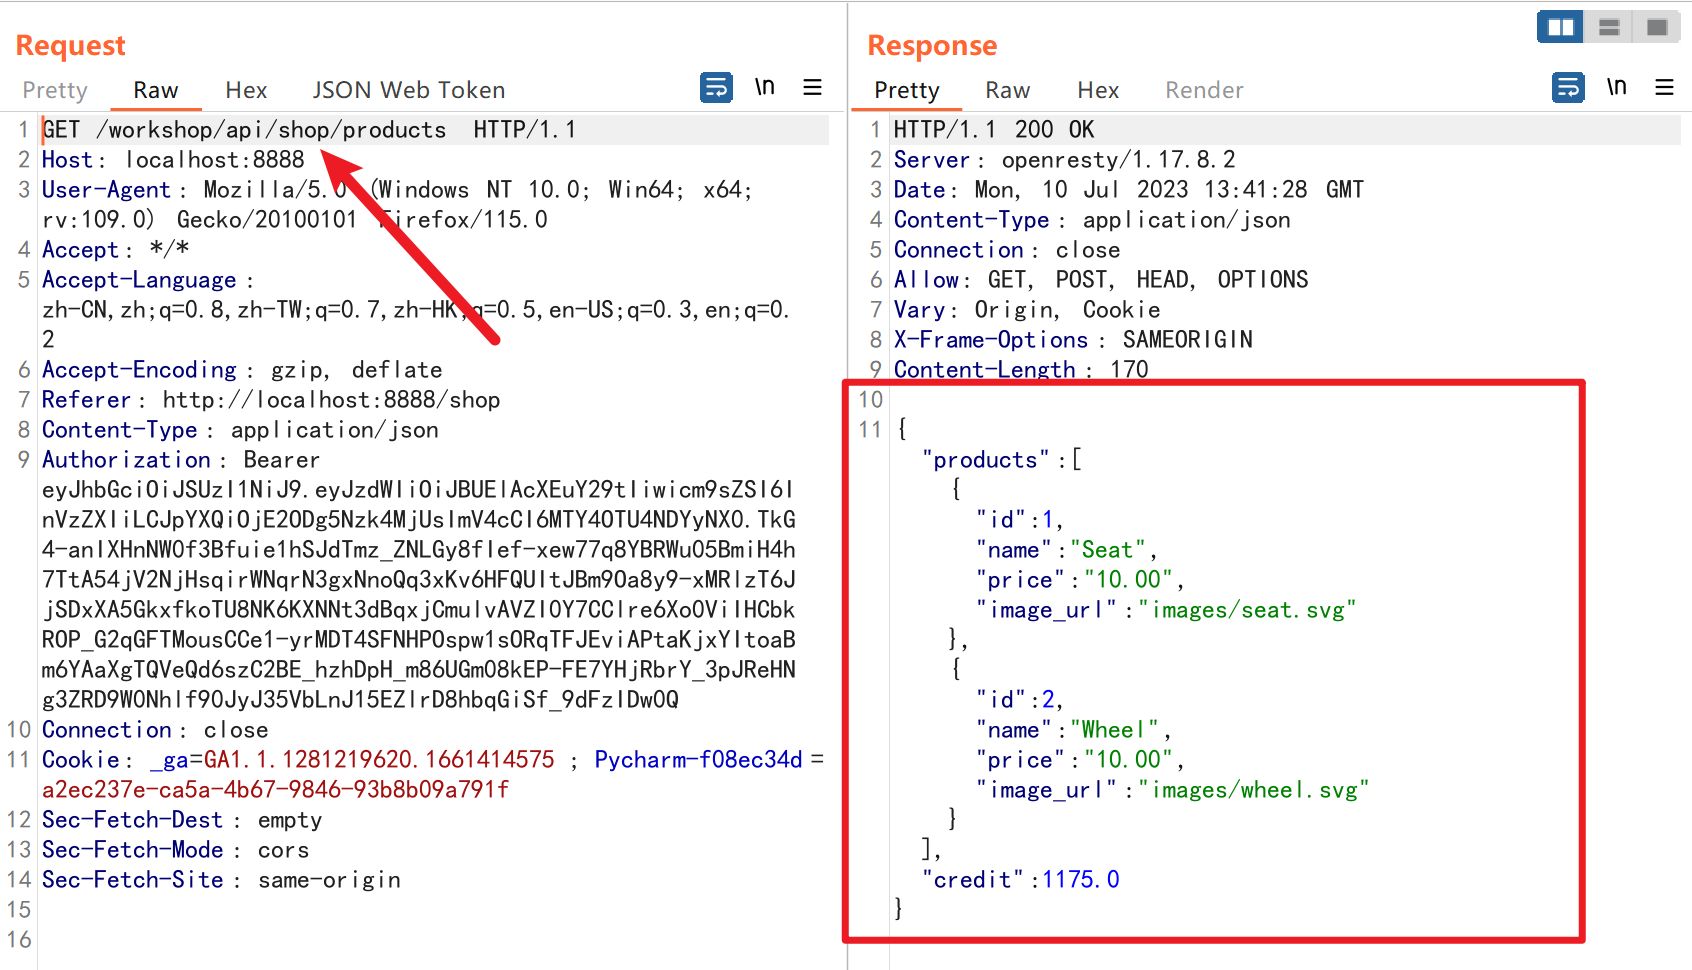 Request
Pretty Raw Hex JSON Web Token \n
1 GET /workshop/api/shop/products HTTP/1.1
2 Host: localhost:8888
3 User-Agent: Mozilla/5.0 (Windows NT 10.0; Win64; x64;
rv:109.0) Gecko/20100101 Firefox/115.0
4 Accept: */*
5 Accept-Language:
zh-CN,zh;q=0.8,zh-TW;q=0.7,zh-HK;q=0.5,en-US;q=0.3,en;q=0.
2
6 Accept-Encoding: gzip, deflate
7 Referer: http://localhost:8888/shop
8 Content-Type: application/json
9 Authorization: Bearer
10 Connection: close
11 Cookie: _ga=GA1.1.1281219620.1661414575 ; Pycharm-f08ec34d=
a2ec237e-ca5a-4b67-9846-93b8b09a791f
12 Sec-Fetch-Dest: empty
13 Sec-Fetch-Mode: cors
14 Sec-Fetch-Site: same-origin
15
16
Response
Pretty Raw Hex Render \n
1 HTTP/1.1 200 OK
2 Server: openresty/1.17.8.2
3 Date: Mon, 10 Jul 2023 13:41:28 GMT
4 Content-Type: application/json
5 Connection: close
6 Allow: GET, POST, HEAD, OPTIONS
7 Vary: Origin, Cookie
8 X-Frame-Options: SAMEORIGIN
9 Content-Length: 170
10
11 {
"products":[
{
"id":1,
"name":"Seat",
"price":"10.00",
"image_url":"images/seat.svg"
},
{
"id":2,
"name":"Wheel",
"price":"10.00",
"image_url":"images/wheel.svg"
}
],
"credit":1175.0
}